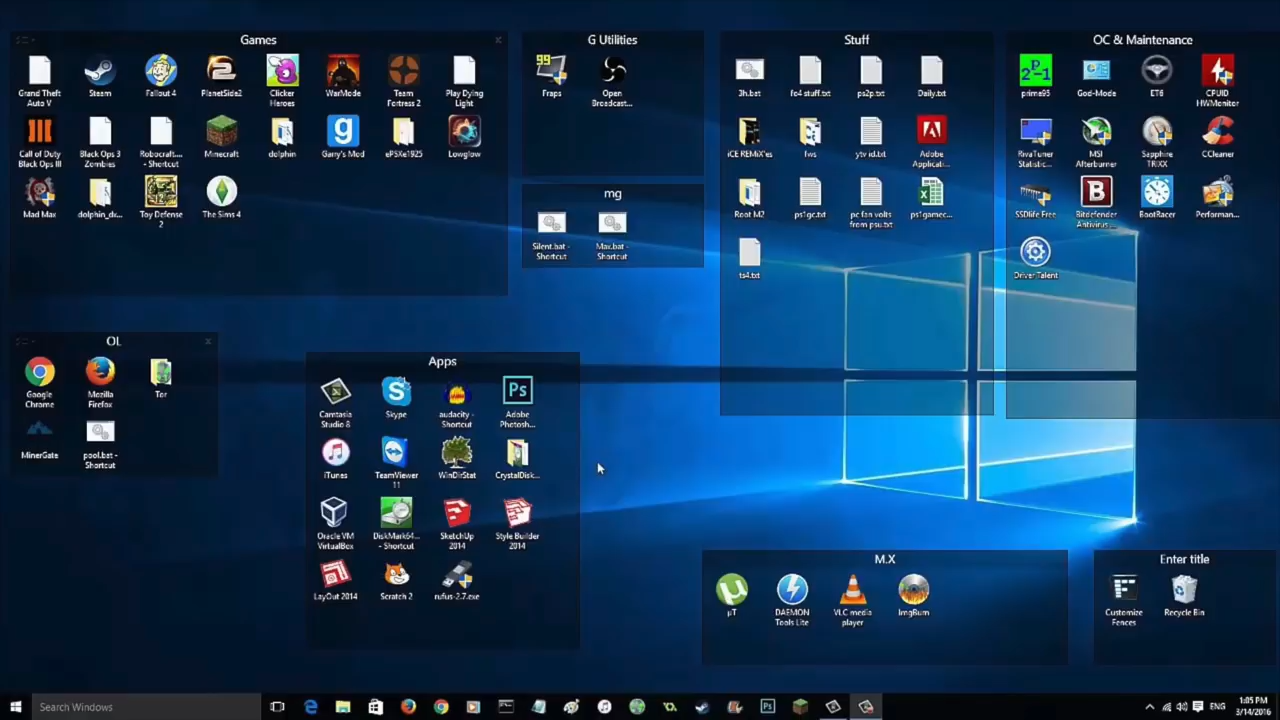 Games
Grand Theft
Auto V
Steam
Fallout 4
PlanetSide2
Clicker
Heroes
WarMode
Team
Fortress 2
Play Dying
Light
Call of Duty
Black Ops III
Black Ops 3
Zombies
Robocraft....
- Shortcut
Minecraft
dolphin
Garry's Mod
ePSXe1925
Lowglow
Mad Max
dolphin_dx...
Toy Defense
2
The Sims 4
G Utilities
99
Fraps
Open
Broadcast...
mg
Silent.bat -
Shortcut
Max.bat -
Shortcut
Stuff
3h.bat
fo4 stuff.txt
ps2p.txt
Daily.txt
iCE REMiX'es
fws
ytv id.txt
Adobe
Applicati...
Root M2
ps1gc.txt
pc fan volts
from psu.txt
ps1gamec...
ts4.txt
OC & Maintenance
prime95
God-Mode
ET6
CPUID
HWMonitor
RivaTuner
Statistic...
MSI
Afterburner
Sapphire
TRIXX
CCleaner
SSDlife Free
Bitdefender
Antivirus ...
BootRacer
Performan...
Driver Talent
OL
Google
Chrome
Mozilla
Firefox
Tor
MinerGate
pool.bat -
Shortcut
Apps
Camtasia
Studio 8
Skype
audacity -
Shortcut
Ps
Adobe
Photosh...
iTunes
TeamViewer
11
WinDirStat
CrystalDisk...
Oracle VM
VirtualBox
DiskMark64...
- Shortcut
SketchUp
2014
Style Builder
2014
LayOut 2014
Scratch 2
rufus-2.7.exe
M.X
µT
DAEMON
Tools Lite
VLC media
player
ImgBurn
Enter title
Customize
Fences
Recycle Bin
Search Windows
Ps
ENG
1:05 PM
3/14/2016